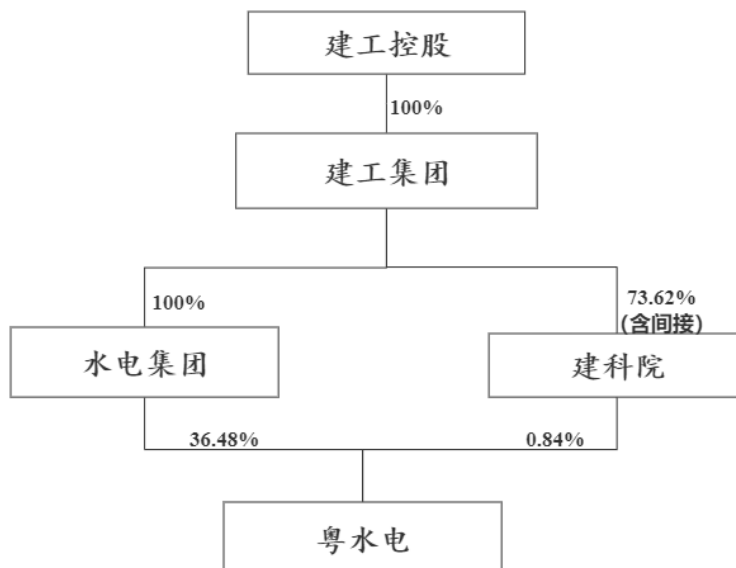 建工控股
100%
建工集团
100%
73.62%
（含间接）
水电集团
建科院
36.48%
0.84%
粤水电